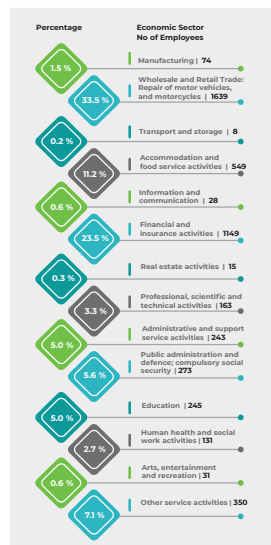 Percentage
Economic Sector
No of Employees
1.5 %
Manufacturing | 74
33.5 %
Wholesale and Retail Trade:
Repair of motor vehicles,
and motorcycles | 1639
0.2 %
Transport and storage | 8
11.2 %
Accommodation and
food service activities | 549
0.6 %
Information and
communication | 28
23.5 %
Financial and
insurance activities | 1149
0.3 %
Real estate activities | 15
3.3 %
Professional, scientific and
technical activities | 163
5.0 %
Administrative and support
service activities | 243
5.6 %
Public administration and
defence; compulsory social
security | 273
5.0 %
Education | 245
2.7 %
Human health and social
work activities | 131
0.6 %
Arts, entertainment
and recreation | 31
7.1 %
Other service activities | 350